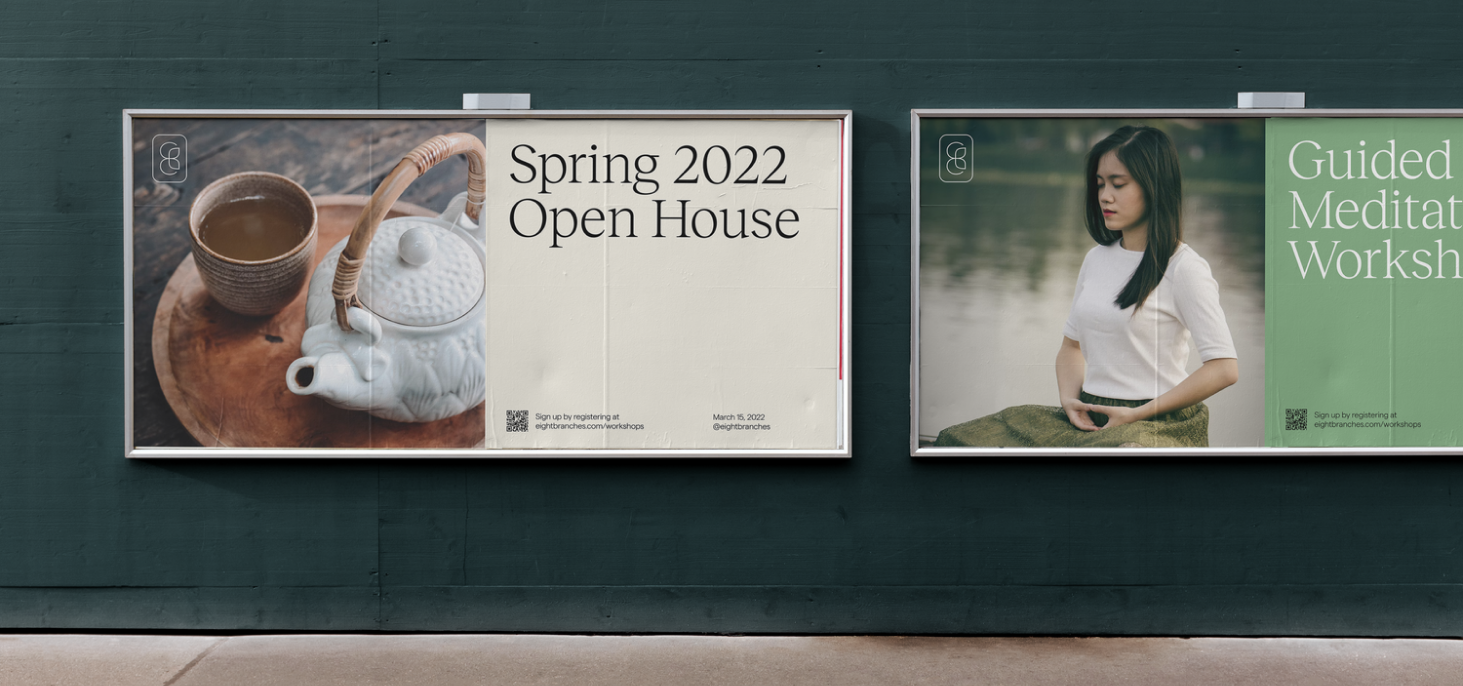 Spring 2022
Open House
Sign up by registering at
eightbranches.com/workshops
March 15, 2022
@eightbranches
Guided
Meditat
Worksh
Sign up by registering at
eightbranches.com/workshops